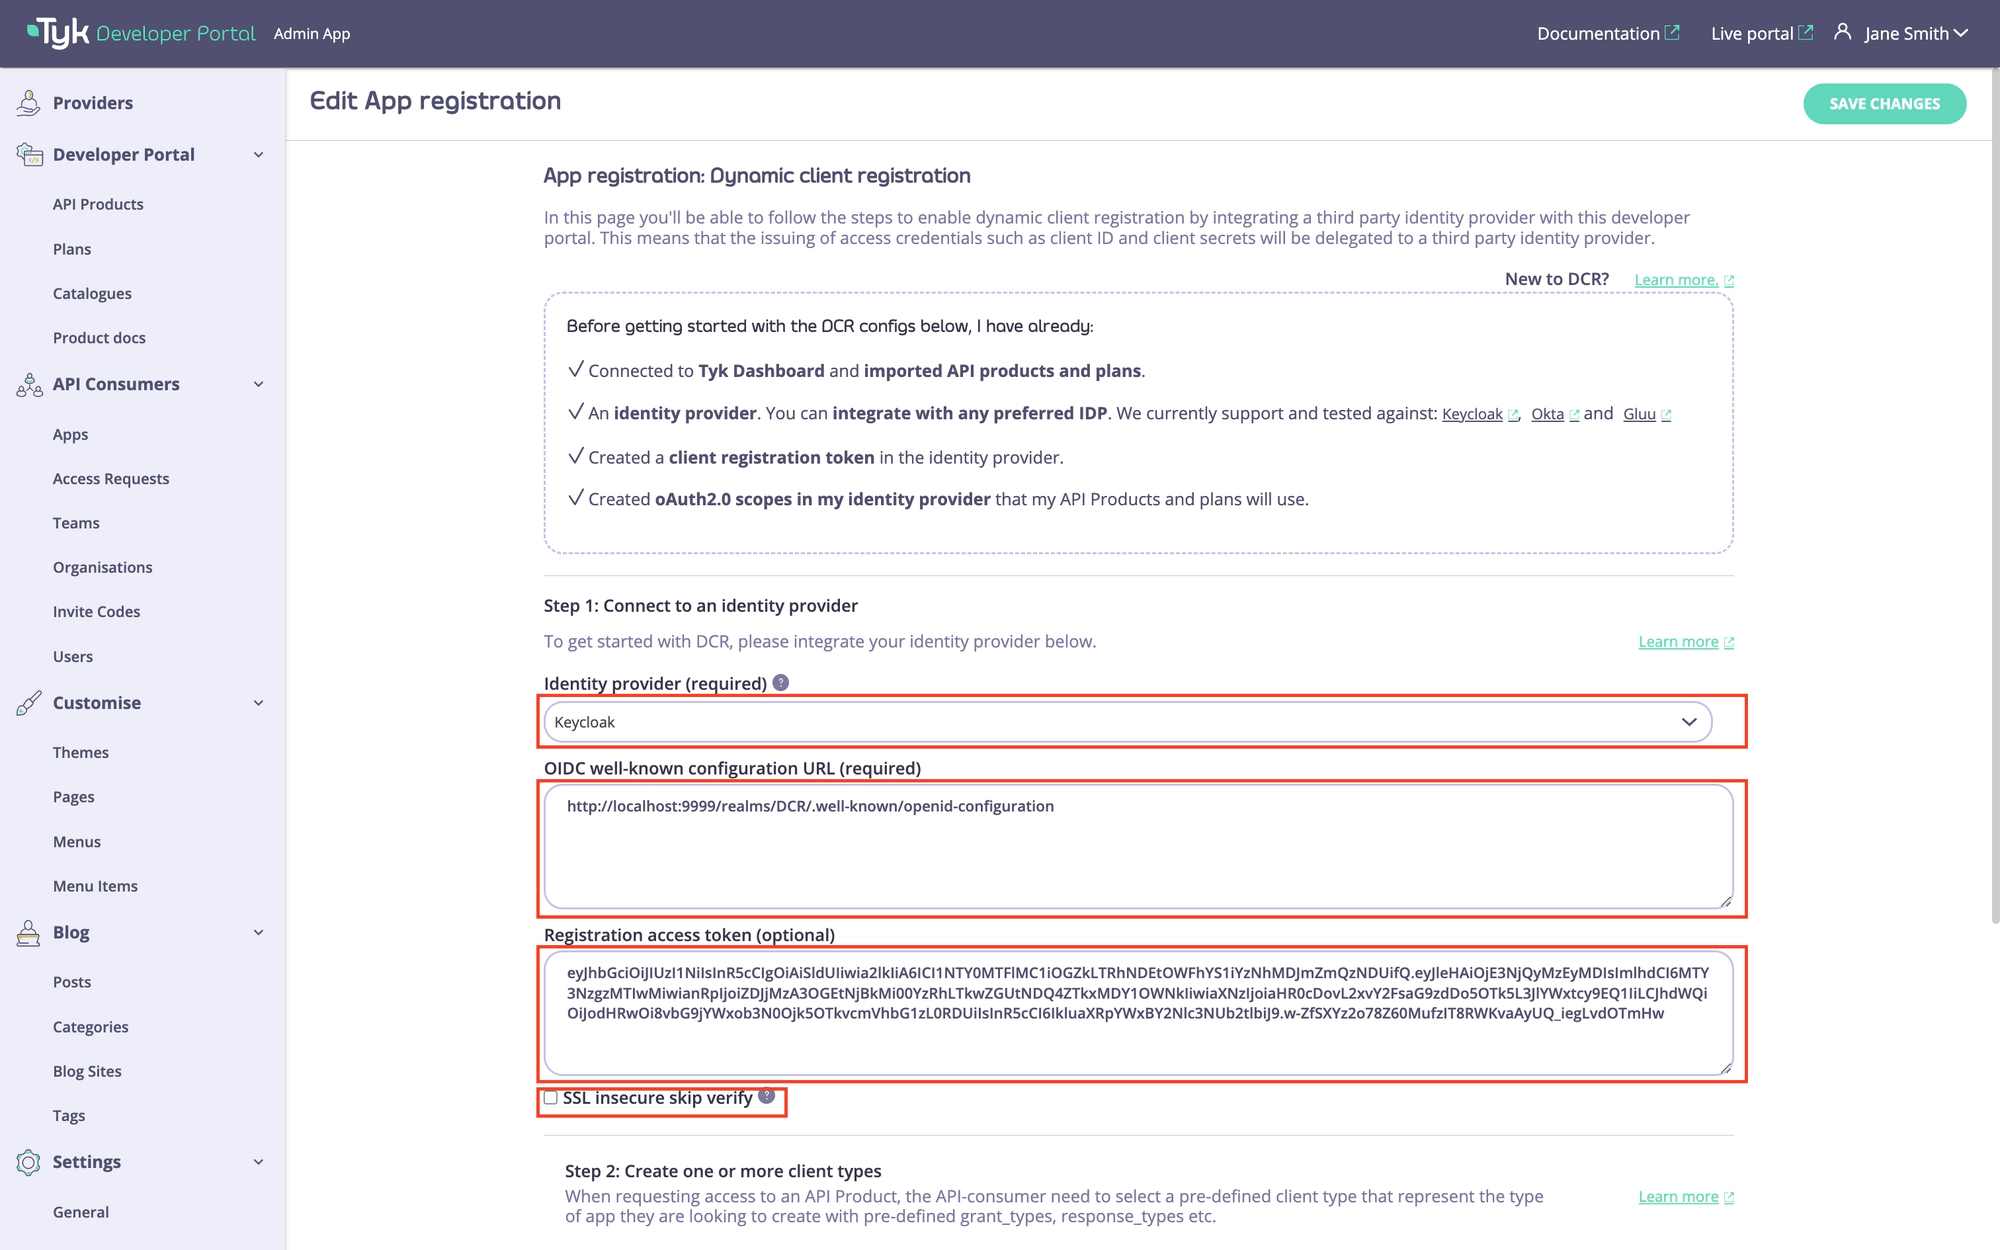 Tyk Developer Portal Admin App
Documentation
Live portal
Jane Smith
Providers
Developer Portal
API Products
Plans
Catalogues
Product docs
API Consumers
Apps
Access Requests
Teams
Organisations
Invite Codes
Users
Customise
Themes
Pages
Menus
Menu Items
Blog
Posts
Categories
Blog Sites
Tags
Settings
General
Edit App registration
SAVE CHANGES
App registration: Dynamic client registration
In this page you'll be able to follow the steps to enable dynamic client registration by integrating a third party identity provider with this developer
portal. This means that the issuing of access credentials such as client ID and client secrets will be delegated to a third party identity provider.
New to DCR? Learn more.
Before getting started with the DCR configs below, I have already:
✓ Connected to Tyk Dashboard and imported API products and plans.
✓ An identity provider. You can integrate with any preferred IDP. We currently support and tested against: Keycloak, Okta and Gluu
✓ Created a client registration token in the identity provider.
✓ Created oAuth2.0 scopes in my identity provider that my API Products and plans will use.
Step 1: Connect to an identity provider
To get started with DCR, please integrate your identity provider below.
Learn more
Identity provider (required) ?
Keycloak
OIDC well-known configuration URL (required)
http://localhost:9999/realms/DCR/.well-known/openid-configuration
Registration access token (optional)
SSL insecure skip verify ?
Step 2: Create one or more client types
When requesting access to an API Product, the API-consumer need to select a pre-defined client type that represent the type
of app they are looking to create with pre-defined grant_types, response_types etc.
Learn more